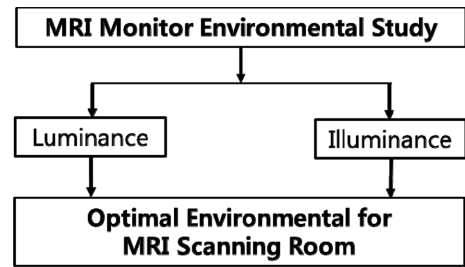 MRI Monitor Environmental Study
Luminance
Illuminance
Optimal Environmental for
MRI Scanning Room